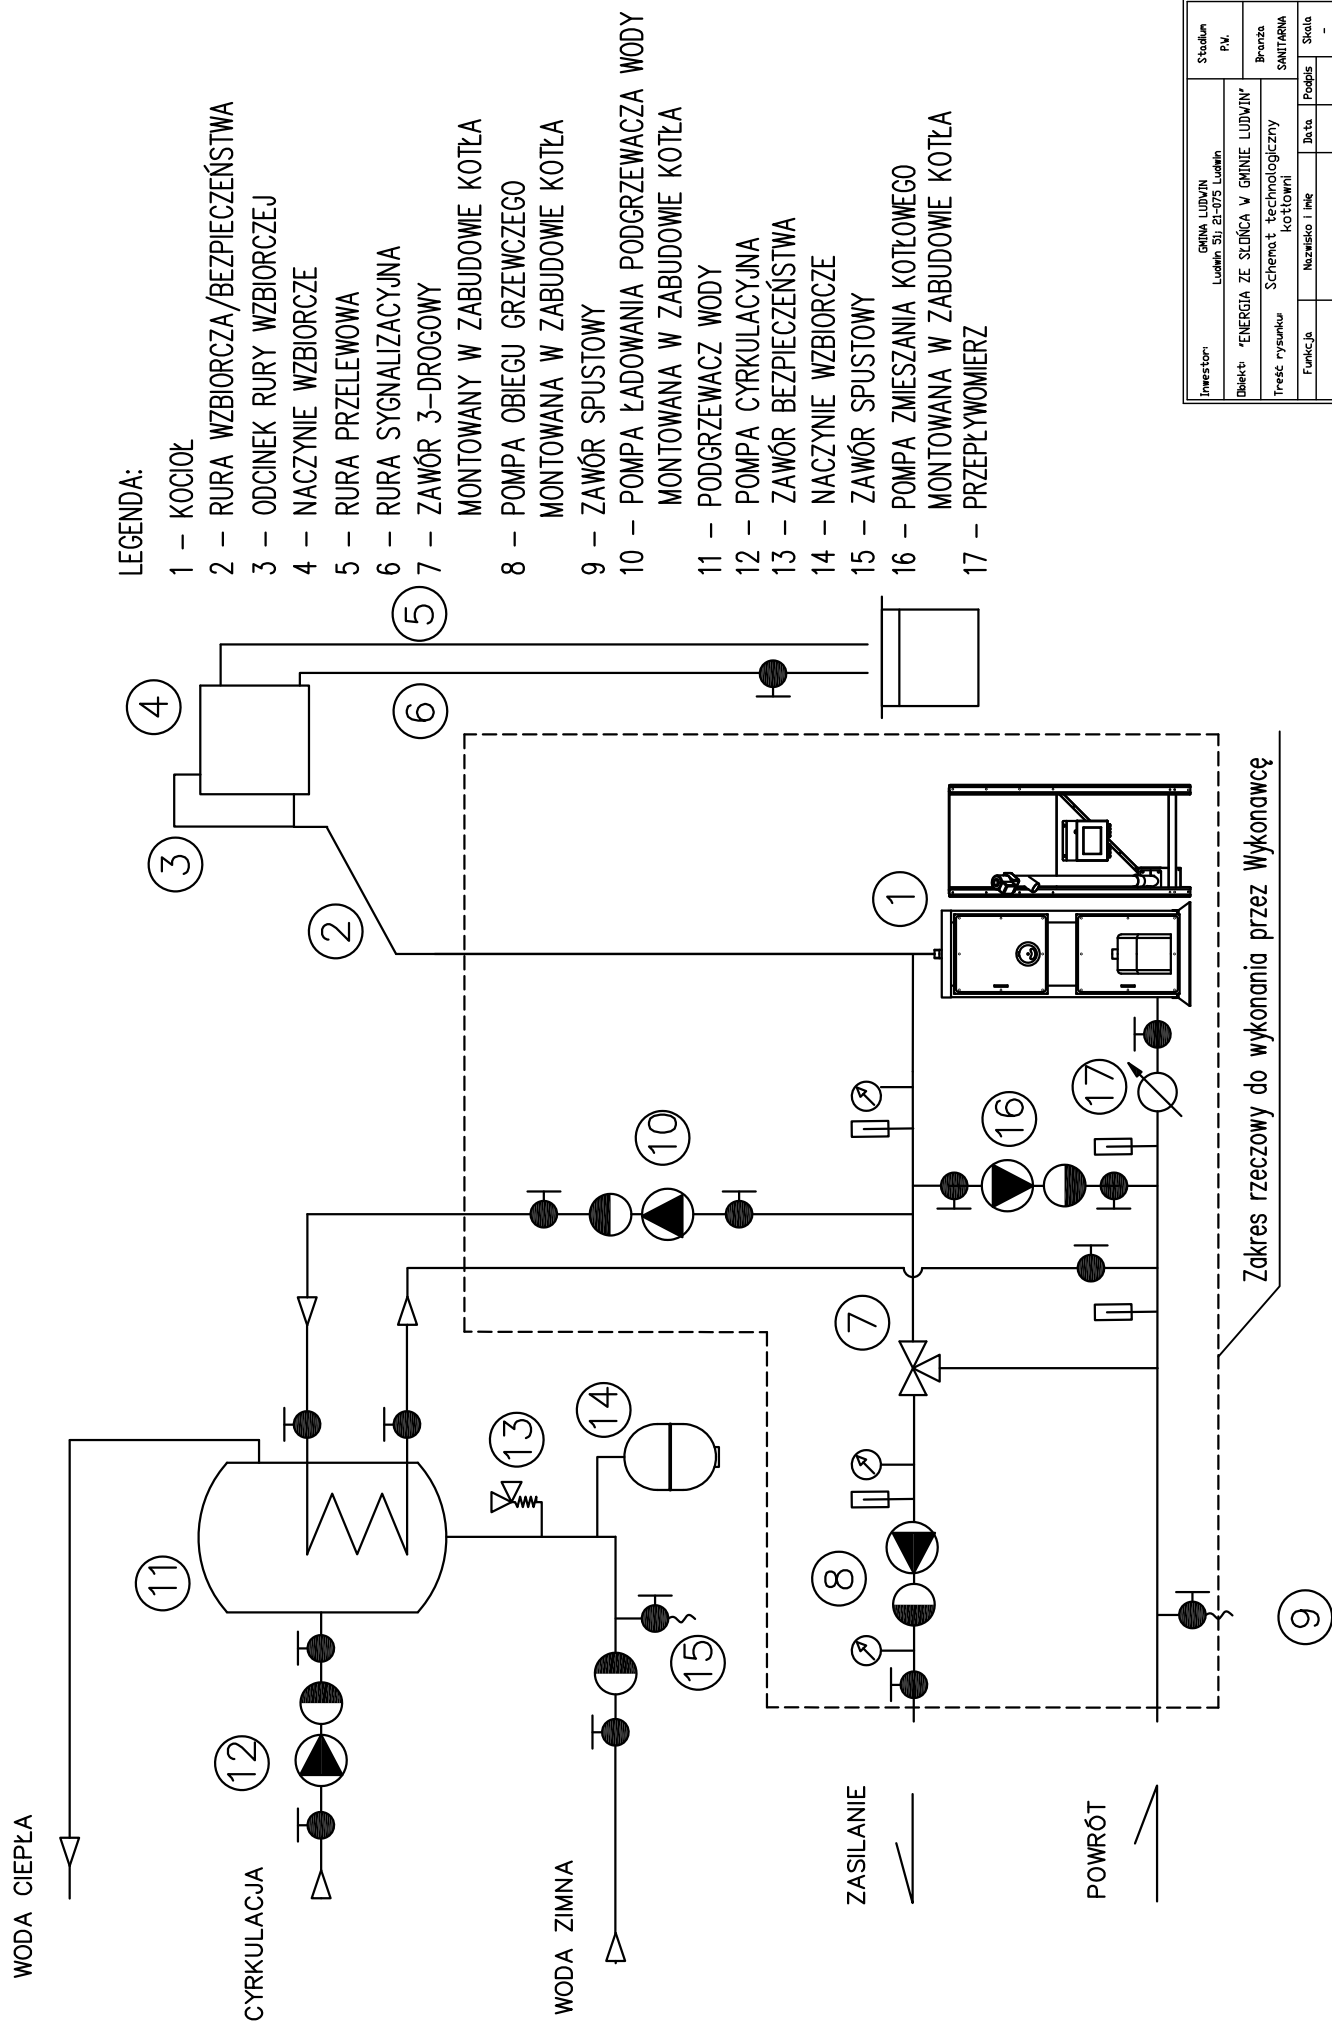 WODA CIEPŁA
CYRKULACJA
WODA ZIMNA
ZASILANIE
POWRÓT
11
12
13
14
15
10
3
4
2
5
6
1
7
8
16
17
9
Zakres rzeczowy do wykonania przez Wykonawcę
LEGENDA:
1 - KOCIOŁ
2 - RURA WZBIORCZA/BEZPIECZEŃSTWA
3 - ODCINEK RURY WZBIORCZEJ
4 - NACZYNIE WZBIORCZE
5 - RURA PRZELEWOWA
6 - RURA SYGNALIZACYJNA
7 - ZAWÓR 3-DROGOWY
MONTOWANY W ZABUDOWIE KOTŁA
8 - POMPA OBIEGU GRZEWCZEGO
MONTOWANA W ZABUDOWIE KOTŁA
9 - ZAWÓR SPUSTOWY
10 - POMPA ŁADOWANIA PODGRZEWACZA WODY
MONTOWANA W ZABUDOWIE KOTŁA
11 - PODGRZEWACZ WODY
12 - POMPA CYRKULACYJNA
13 - ZAWÓR BEZPIECZEŃSTWA
14 - NACZYNIE WZBIORCZE
15 - ZAWÓR SPUSTOWY
16 - POMPA ZMIESZANIA KOTŁOWEGO
MONTOWANA W ZABUDOWIE KOTŁA
17 - PRZEPŁYWOMIERZ
Inwestor: GMINA LUDWIN
Ludwin 51; 21-075 Ludwin
Stadium
P.W.
Obiekt: "ENERGIA ZE SŁOŃCA W GMINIE LUDWIN"
Branża
SANITARNA
Treść rysunku: Schemat technologiczny
kotłowni
Funkcja Nazwisko i imię Data Podpis Skala
-